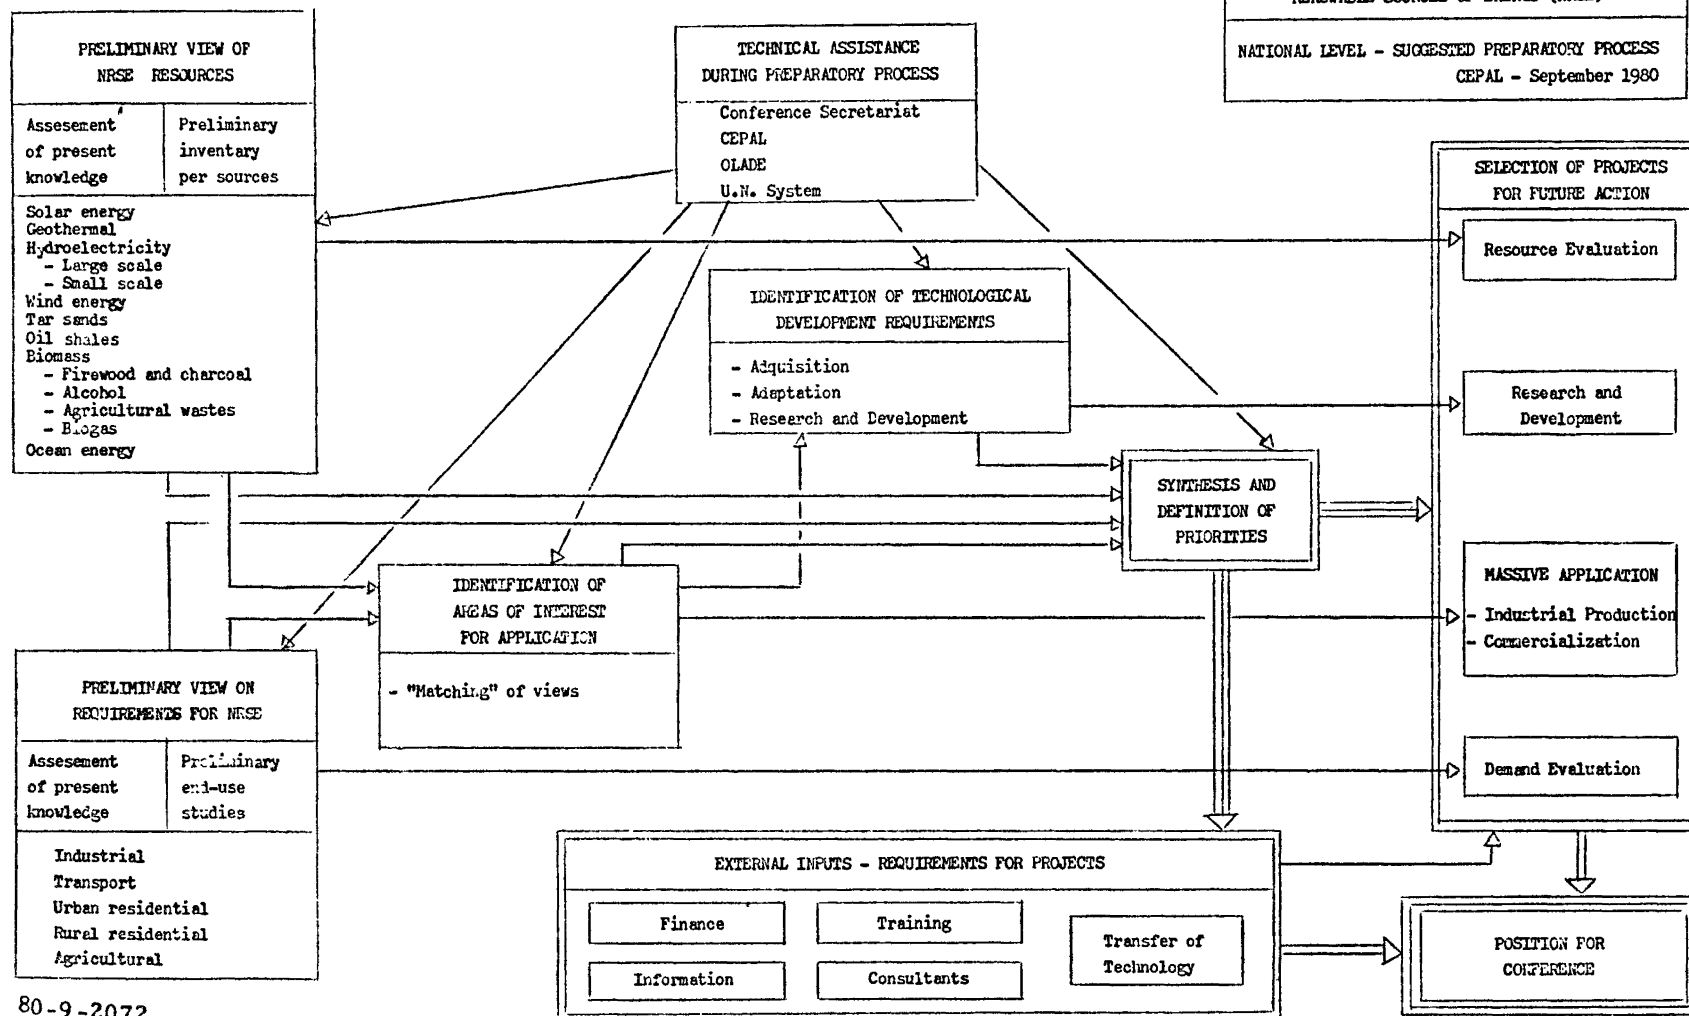 NATIONAL LEVEL - SUGGESTED PREPARATORY PROCESS
CEPAL - September 1980
PRELIMINARY VIEW OF
NRSE RESOURCES
Assesement
of present
knowledge
Preliminary
inventary
per sources
Solar energy
Geothermal
Hydroelectricity
- Large scale
- Small scale
Wind energy
Tar sands
Oil shales
Biomass
- Firewood and charcoal
- Alcohol
- Agricultural wastes
- Biogas
Ocean energy
TECHNICAL ASSISTANCE
DURING PREPARATORY PROCESS
Conference Secretariat
CEPAL
OLADE
U.N. System
IDENTIFICATION OF TECHNOLOGICAL
DEVELOPMENT REQUIREMENTS
- Adquisition
- Adaptation
- Research and Development
SYNTHESIS AND
DEFINITION OF
PRIORITIES
SELECTION OF PROJECTS
FOR FUTURE ACTION
Resource Evaluation
Research and
Development
MASSIVE APPLICATION
- Industrial Production
- Commercialization
Demand Evaluation
IDENTIFICATION OF
AREAS OF INTEREST
FOR APPLICATION
- "Matching" of views
PRELIMINARY VIEW ON
REQUIREMENTS FOR NRSE
Assesement
of present
knowledge
Preliminary
end-use
studies
Industrial
Transport
Urban residential
Rural residential
Agricultural
EXTERNAL INPUTS - REQUIREMENTS FOR PROJECTS
Finance
Training
Information
Consultants
Transfer of
Technology
POSITION FOR
CONFERENCE
80-9-2072